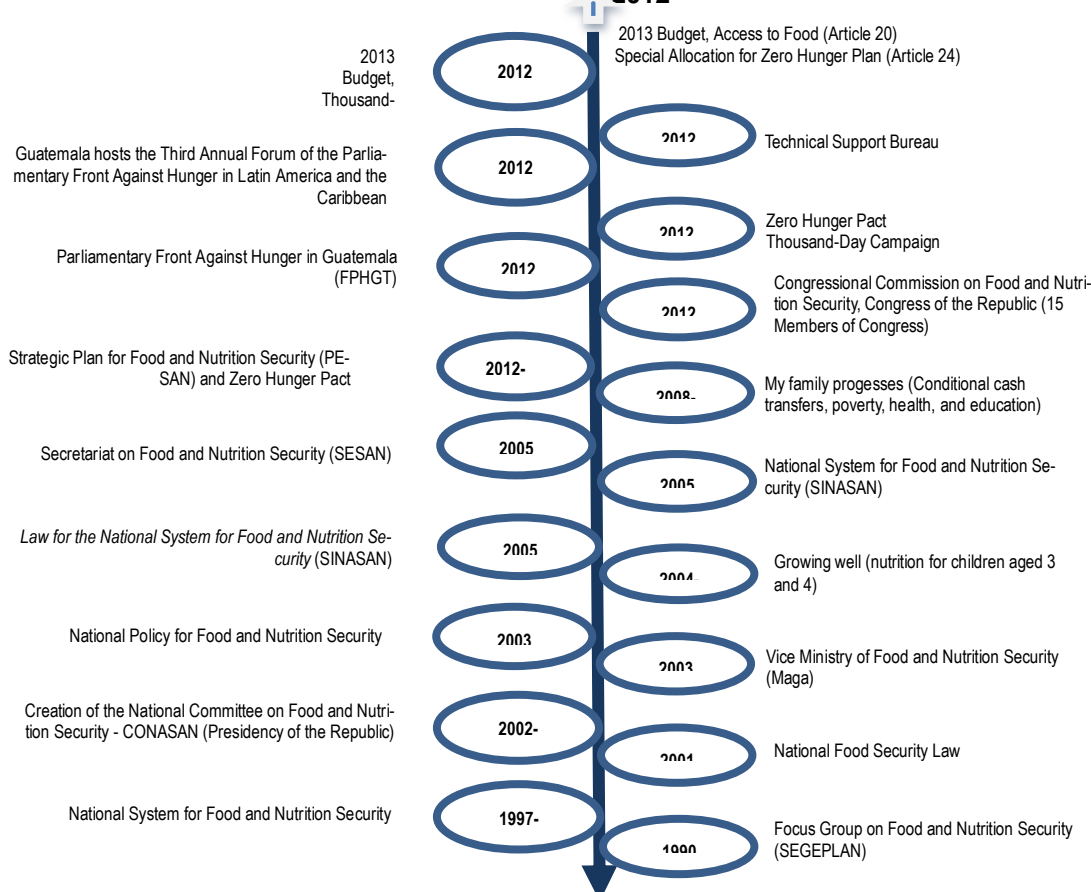 2012
2013 Budget, Access to Food (Article 20)
Special Allocation for Zero Hunger Plan (Article 24)
2013
Budget,
Thousand-
2012
2012
Technical Support Bureau
Guatemala hosts the Third Annual Forum of the Parlia-
mentary Front Against Hunger in Latin America and the
Caribbean
2012
2012
Zero Hunger Pact
Thousand-Day Campaign
Parliamentary Front Against Hunger in Guatemala
(FPHGT)
2012
2012
Congressional Commission on Food and Nutri-
tion Security, Congress of the Republic (15
Members of Congress)
Strategic Plan for Food and Nutrition Security (PE-
SAN) and Zero Hunger Pact
2012-
2008-
My family progesses (Conditional cash
transfers, poverty, health, and education)
Secretariat on Food and Nutrition Security (SESAN)
2005
2005
National System for Food and Nutrition Se-
curity (SINASAN)
Law for the National System for Food and Nutrition Se-
curity (SINASAN)
2005
2004-
Growing well (nutrition for children aged 3
and 4)
National Policy for Food and Nutrition Security
2003
2003
Vice Ministry of Food and Nutrition Security
(Maga)
Creation of the National Committee on Food and Nutri-
tion Security - CONASAN (Presidency of the Republic)
2002-
2001
National Food Security Law
National System for Food and Nutrition Security
1997-
1990
Focus Group on Food and Nutrition Security
(SEGEPLAN)